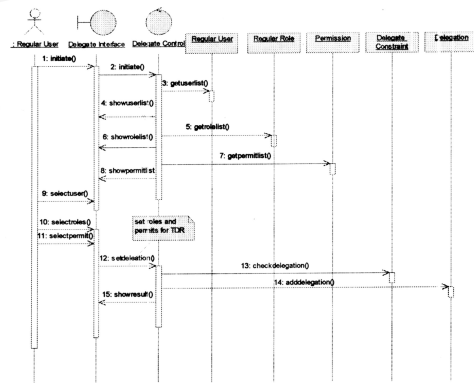 : Regular User
Delegate Interface
Delegate Control
Regular User
Regular Role
Permission
Delegate
Constraint
Delegation
1: initiate()
2: initiate()
3: getuserlist()
4: showuserlist()
5: getrolelist()
6: showrolelist()
7: getpermitlist()
8: showpermitlist
9: selectuser()
10: selectroles()
11: selectpermit()
set roles and
permits for TDR
12: setdelegation()
13: checkdelegation()
14: adddelegation()
15: showresult()